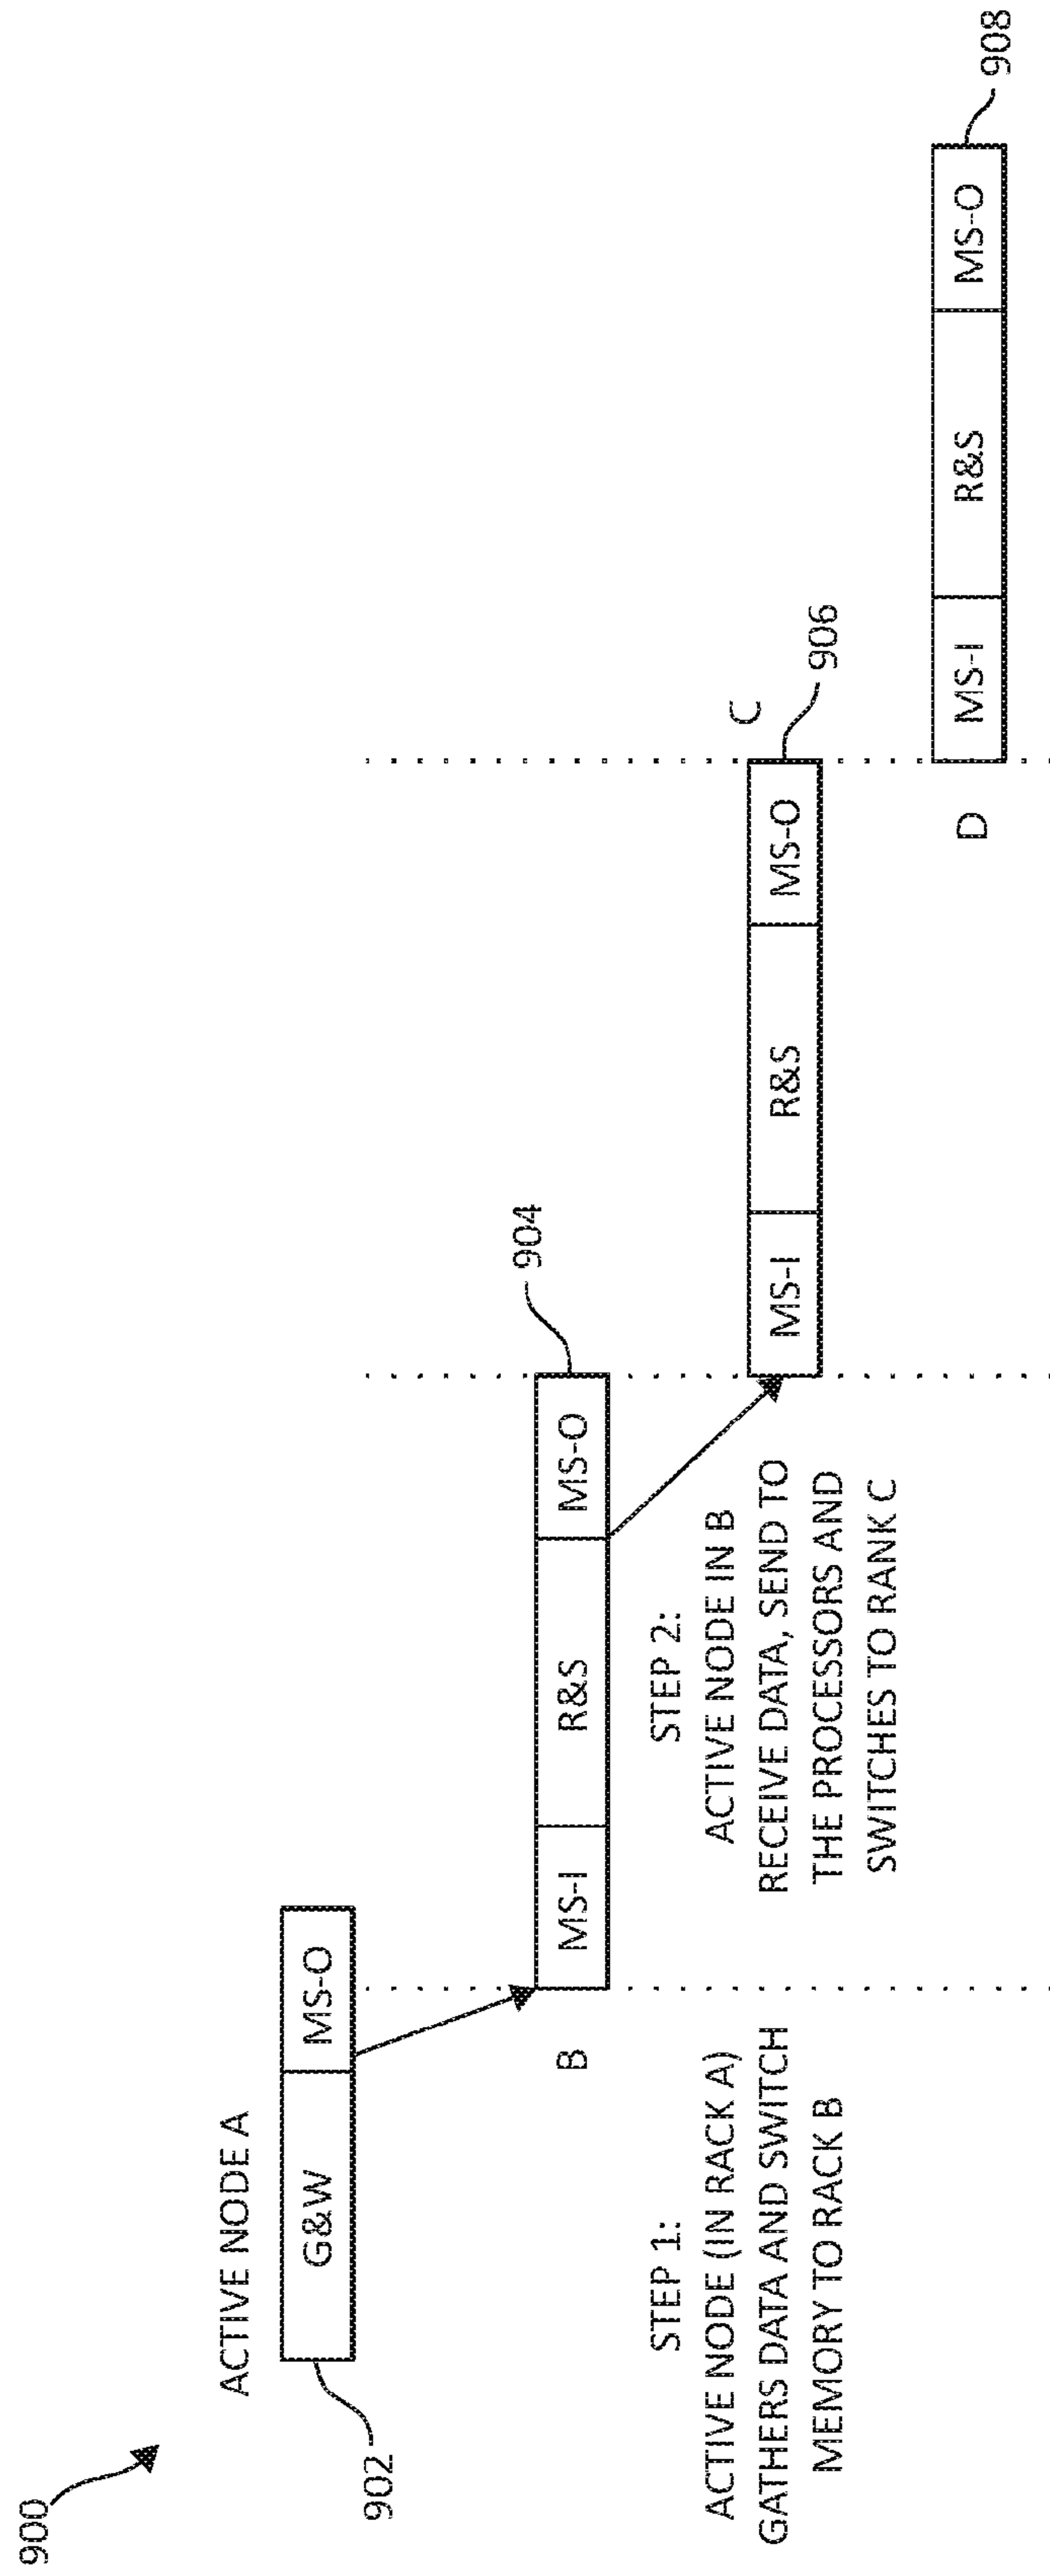 900
ACTIVE NODE A
902
G&W
MS-O
B
MS-I
R&S
MS-O
904
STEP 1:
ACTIVE NODE (IN RACK A)
GATHERS DATA AND SWITCH
MEMORY TO RACK B
STEP 2:
ACTIVE NODE IN B
RECEIVE DATA, SEND TO
THE PROCESSORS AND
SWITCHES TO RANK C
C
MS-I
R&S
MS-O
906
D
MS-I
R&S
MS-O
908